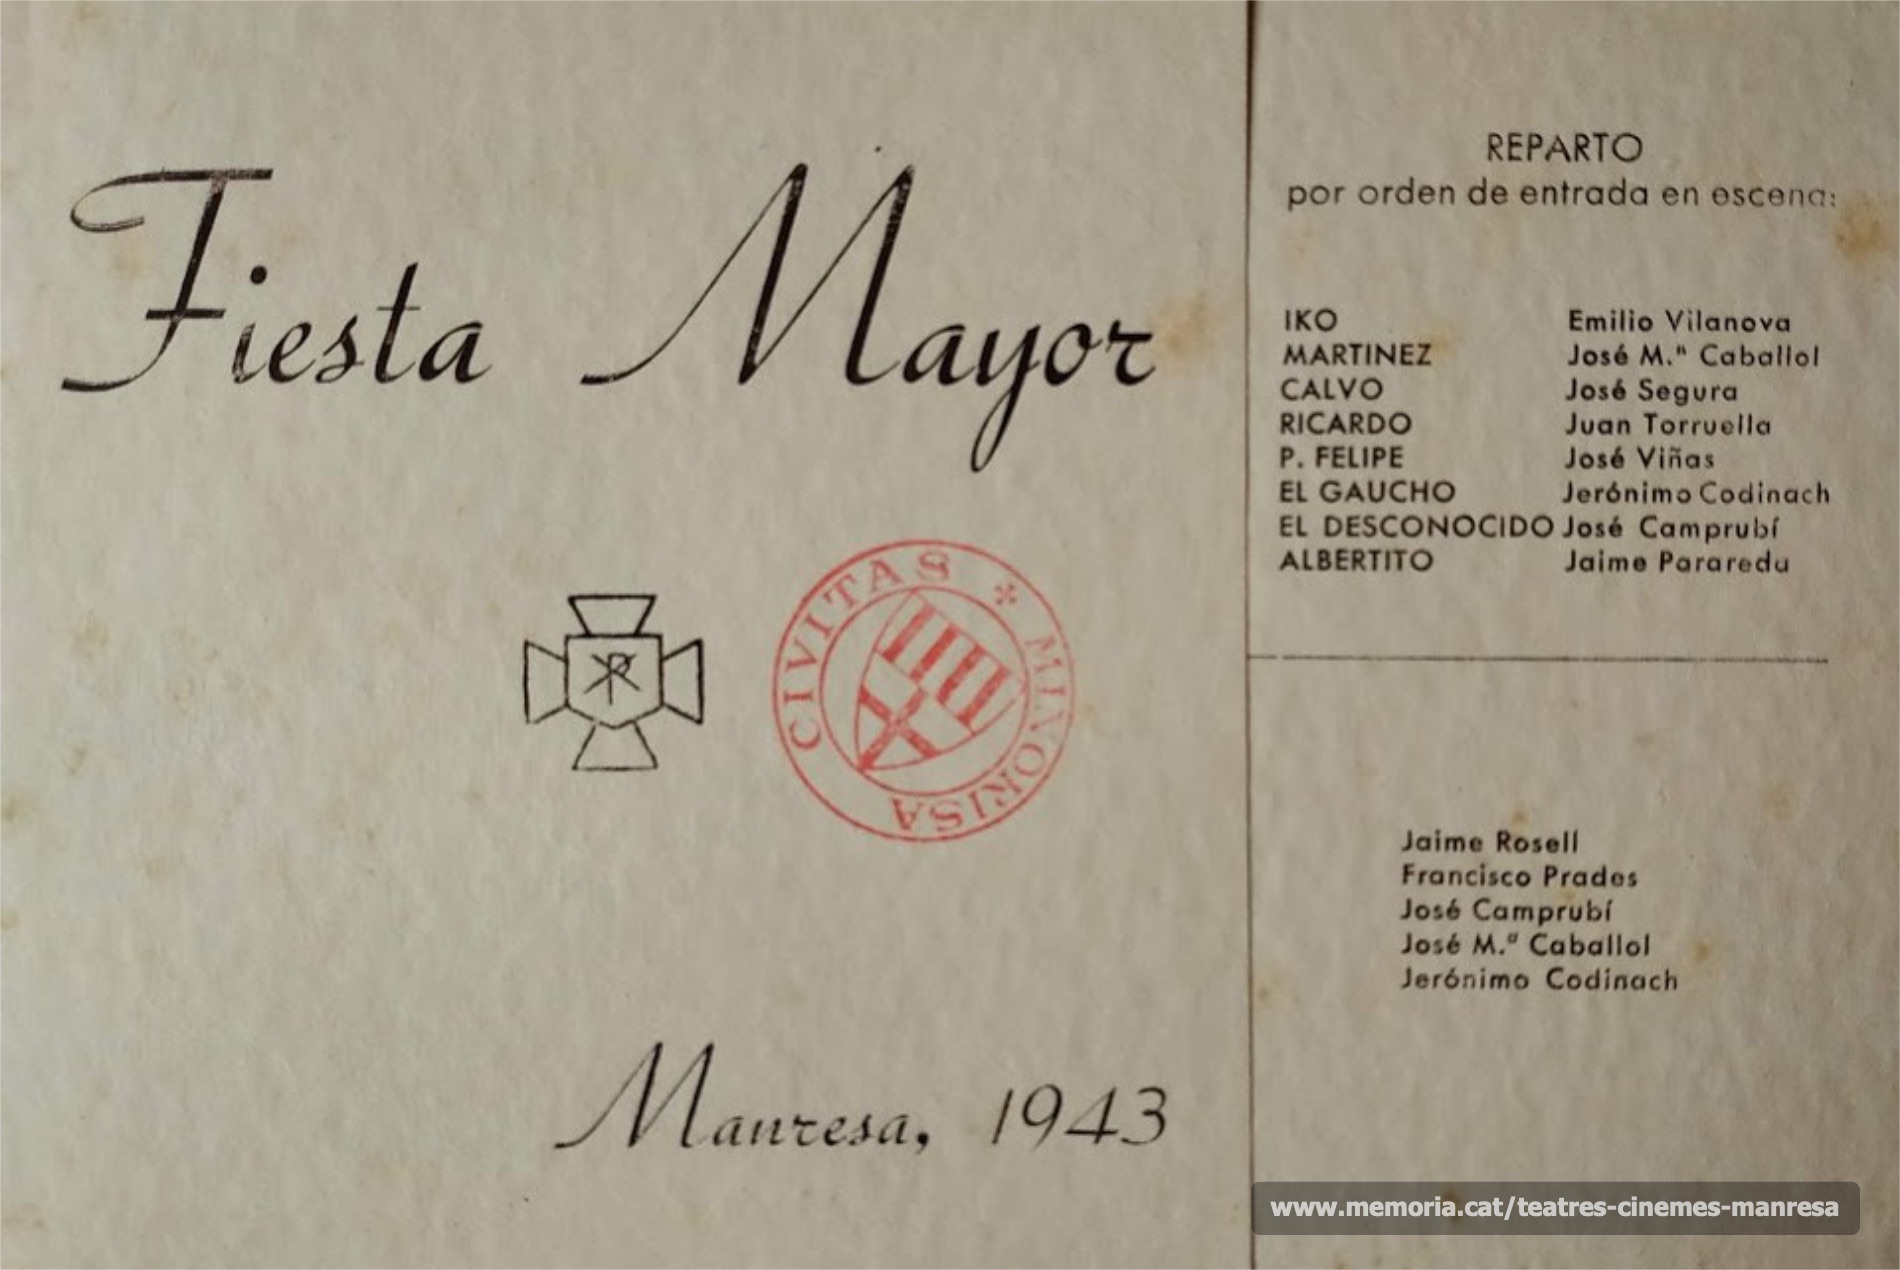 Fiesta Mayor
CIVITAS * MINORISA
Manresa, 1943
REPARTO
por orden de entrada en escena:
IKO Emilio Vilanova
MARTINEZ José M.ª Caballol
CALVO José Segura
RICARDO Juan Torruella
P. FELIPE José Viñas
EL GAUCHO Jerónimo Codinach
EL DESCONOCIDO José Camprubí
ALBERTITO Jaime Pararedu
Jaime Rosell
Francisco Prades
José Camprubí
José M.ª Caballol
Jerónimo Codinach
www.memoria.cat/teatres-cinemes-manresa